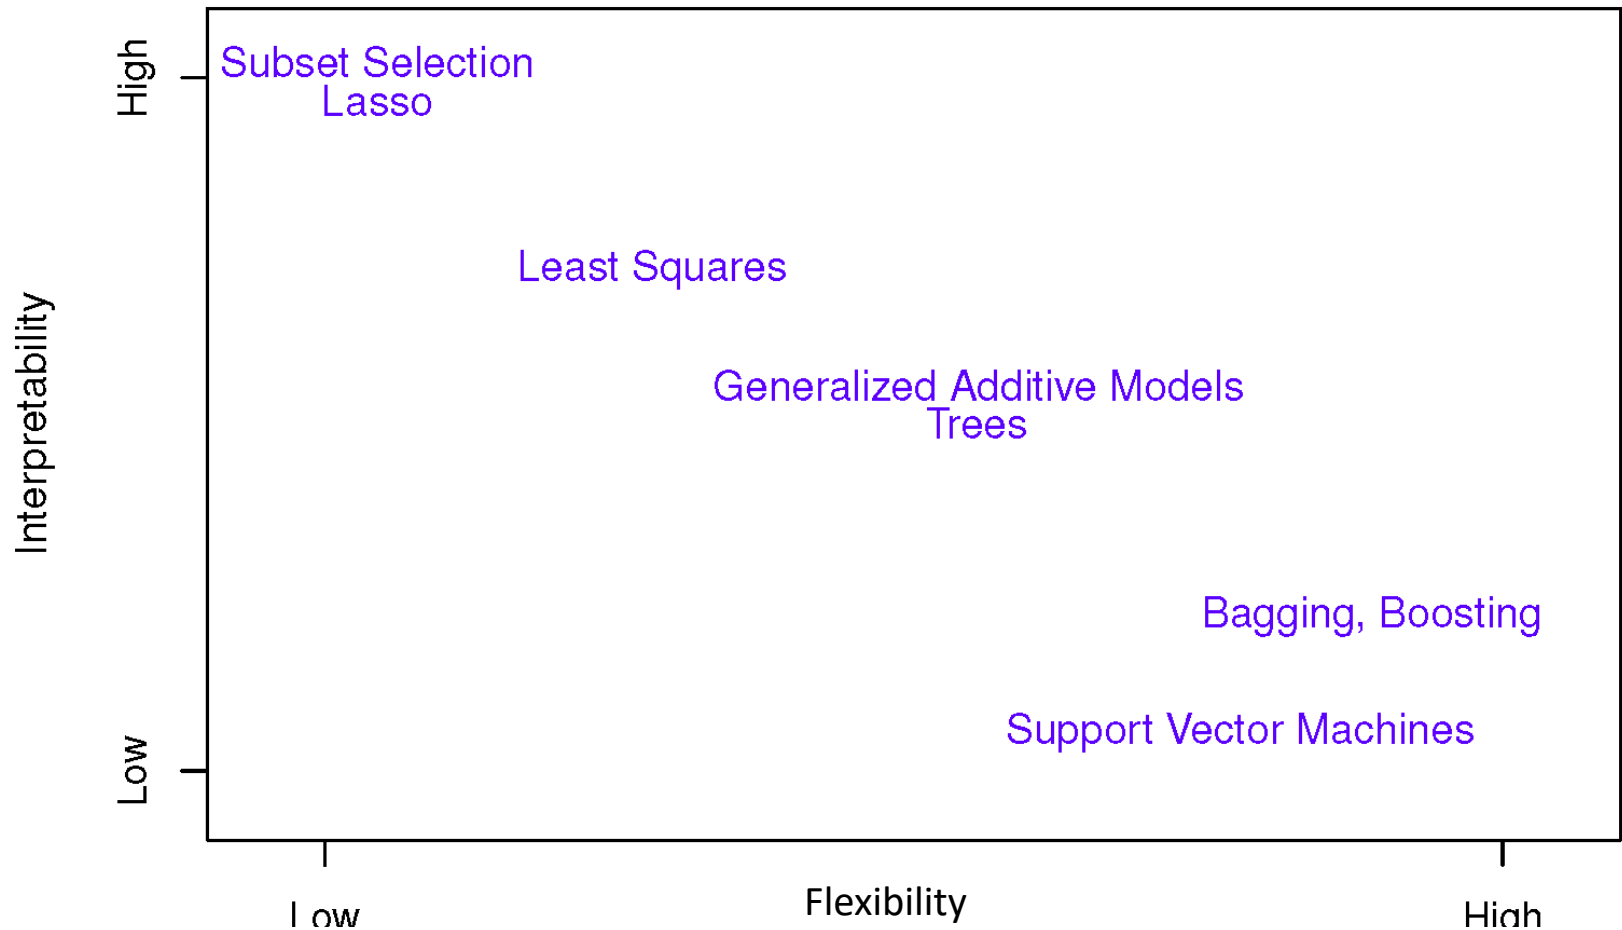 High
Subset Selection
Lasso
Least Squares
Interpretability
Generalized Additive Models
Trees
Bagging, Boosting
Support Vector Machines
Low
Low
Flexibility
High